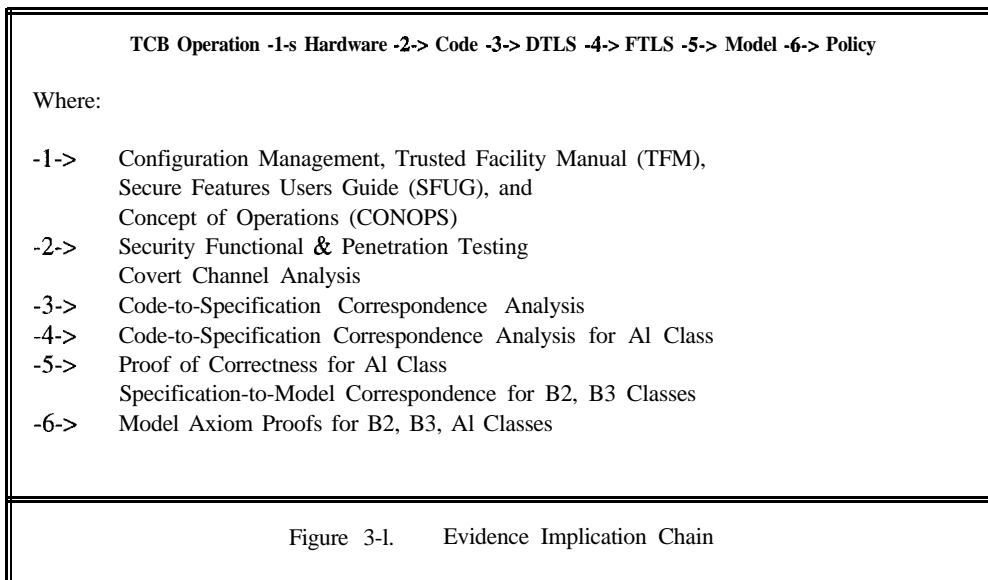 TCB Operation -1-s Hardware -2-> Code -3-> DTLS -4-> FTLS -5-> Model -6-> Policy
Where:
-1-> Configuration Management, Trusted Facility Manual (TFM),
Secure Features Users Guide (SFUG), and
Concept of Operations (CONOPS)
-2-> Security Functional & Penetration Testing
Covert Channel Analysis
-3-> Code-to-Specification Correspondence Analysis
-4-> Code-to-Specification Correspondence Analysis for Al Class
-5-> Proof of Correctness for Al Class
Specification-to-Model Correspondence for B2, B3 Classes
-6-> Model Axiom Proofs for B2, B3, Al Classes
Figure 3-l. Evidence Implication Chain